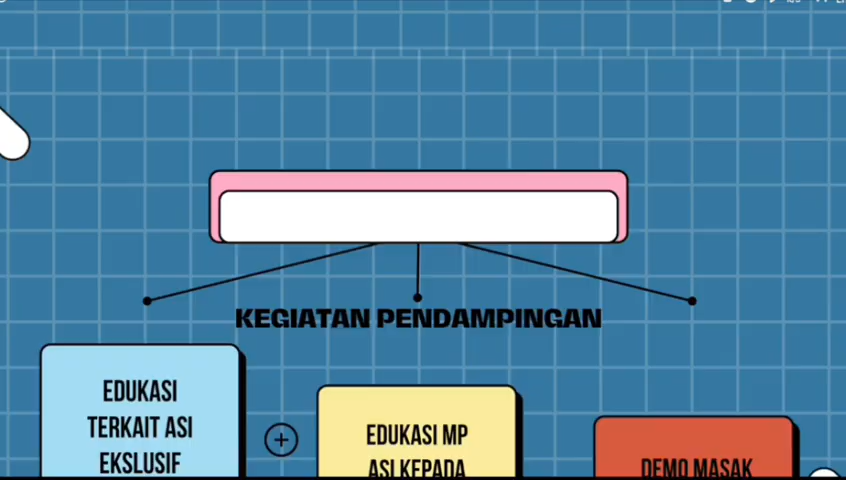 KEGIATAN PENDAMPINGAN
EDUKASI
TERKAIT ASI
EKSLUSIF
EDUKASI MP
ASI KEPADA
DEMO MASAK